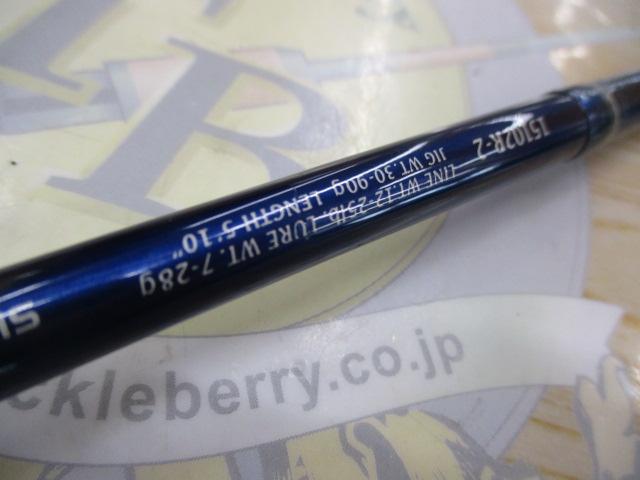 15102R-2
LINE WT.12-25lb. LURE WT.7-28g
JIG WT.30-90g LENGTH 5'10"
TB
ckleberry.co.jp